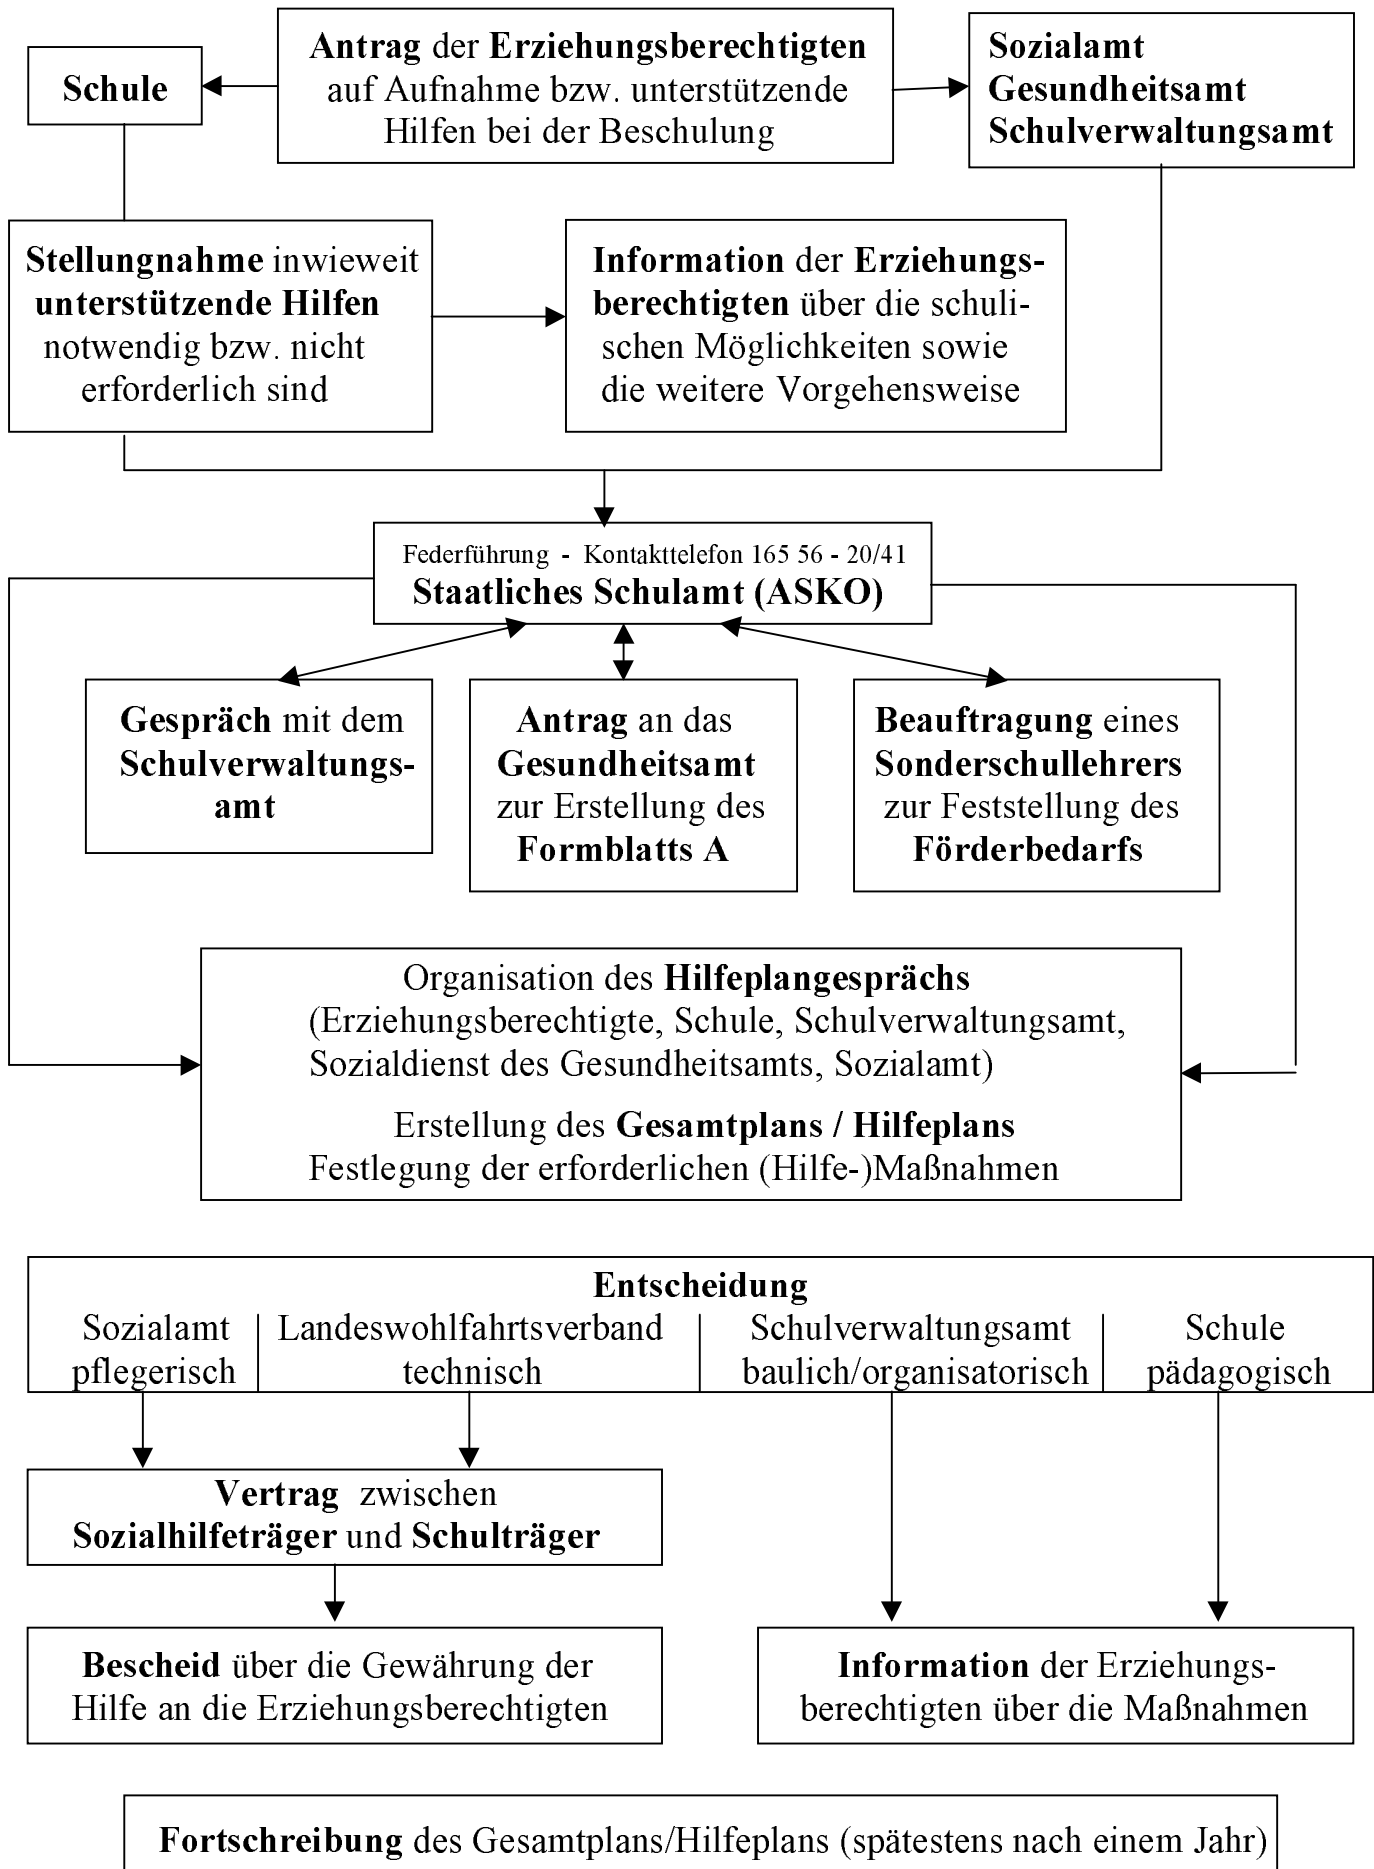 Schule
Antrag der Erziehungsberechtigten
auf Aufnahme bzw. unterstützende
Hilfen bei der Beschulung
Sozialamt
Gesundheitsamt
Schulverwaltungsamt
Stellungnahme inwieweit
unterstützende Hilfen
notwendig bzw. nicht
erforderlich sind
Information der Erziehungs-
berechtigten über die schuli-
schen Möglichkeiten sowie
die weitere Vorgehensweise
Federführung - Kontakttelefon 165 56 - 20/41
Staatliches Schulamt (ASKO)
Gespräch mit dem
Schulverwaltungs-
amt
Antrag an das
Gesundheitsamt
zur Erstellung des
Formblatts A
Beauftragung eines
Sonderschullehrers
zur Feststellung des
Förderbedarfs
Organisation des Hilfeplangesprächs
(Erziehungsberechtigte, Schule, Schulverwaltungsamt,
Sozialdienst des Gesundheitsamts, Sozialamt)
Erstellung des Gesamtplans / Hilfeplans
Festlegung der erforderlichen (Hilfe-)Maßnahmen
Entscheidung
Sozialamt
pflegerisch
Landeswohlfahrtsverband
technisch
Schulverwaltungsamt
baulich/organisatorisch
Schule
pädagogisch
Vertrag zwischen
Sozialhilfeträger und Schulträger
Bescheid über die Gewährung der
Hilfe an die Erziehungsberechtigten
Information der Erziehungs-
berechtigten über die Maßnahmen
Fortschreibung des Gesamtplans/Hilfeplans (spätestens nach einem Jahr)